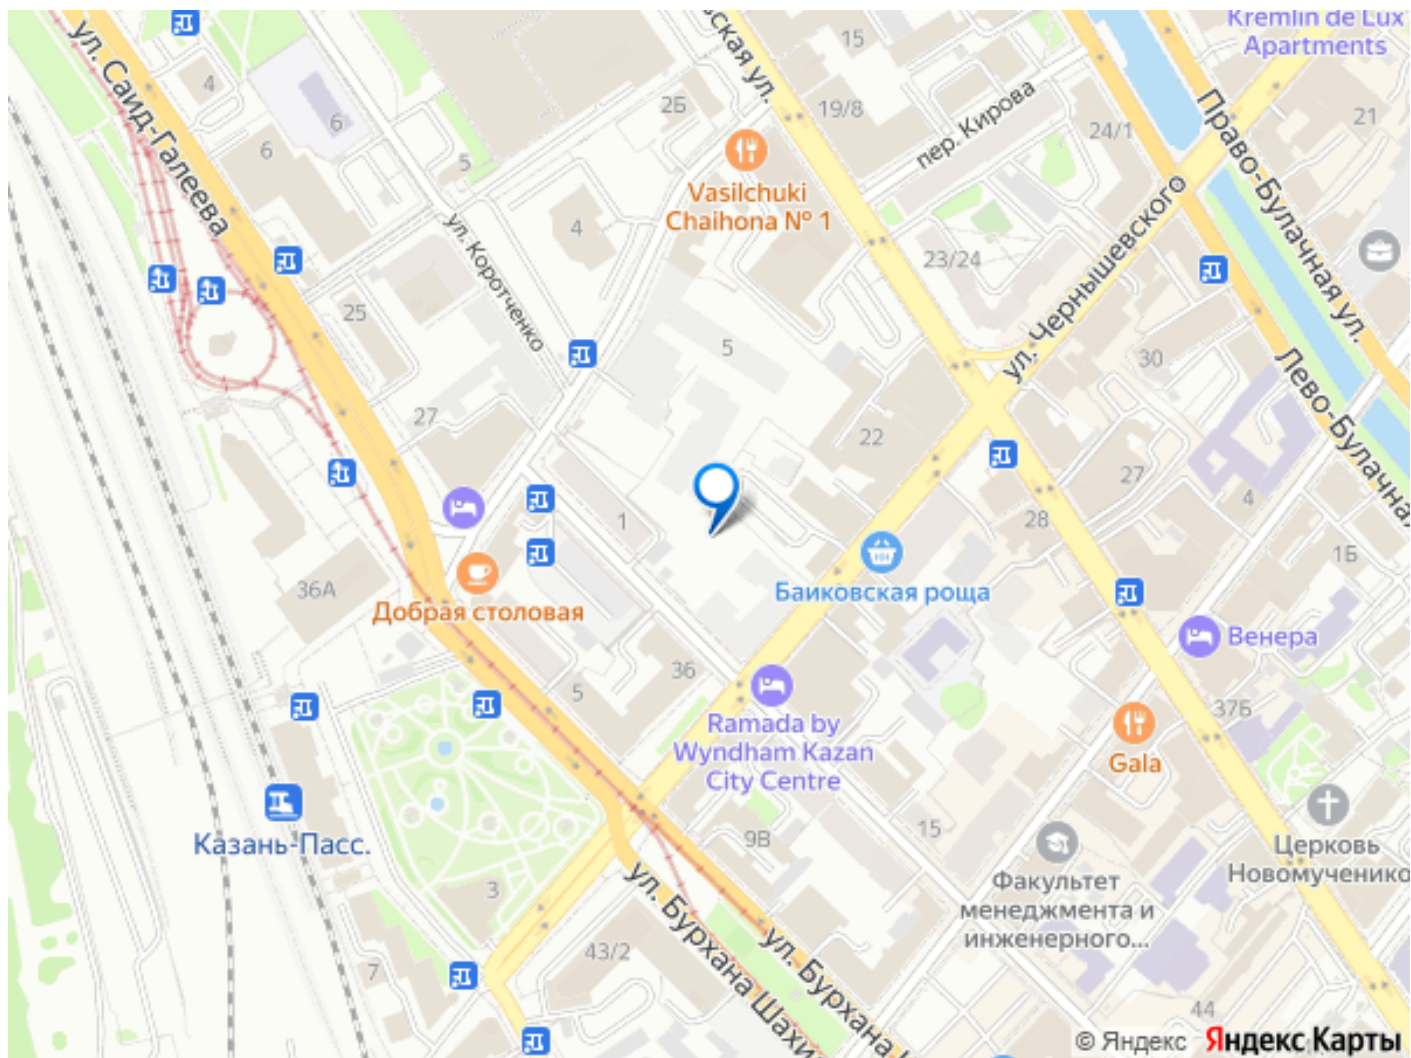 Kremlin de Lux
Apartments
ул. Саид-Галеева
вская ул.
15
4
2Б
19/8
пер. Кирова
24/1
Право-Булачная ул.
21
6
6
5
Vasilchuki
Chaihona № 1
ул. Коротченко
4
23/24
ул. Чернышевского
25
5
30
Лево-Булачная
27
22
27
4
1
28
1Б
36А
Добрая столовая
Баиковская роща
Венера
36
5
37Б
Ramada by
Wyndham Kazan
City Centre
Gala
Казань-Пасс.
9В
15
Церковь
Новомученико
3
Факультет
менеджмента и
инженерного...
ул. Бурхана Шахи
ул. Бурхана
43/2
7
44
© Яндекс Яндекс Карты